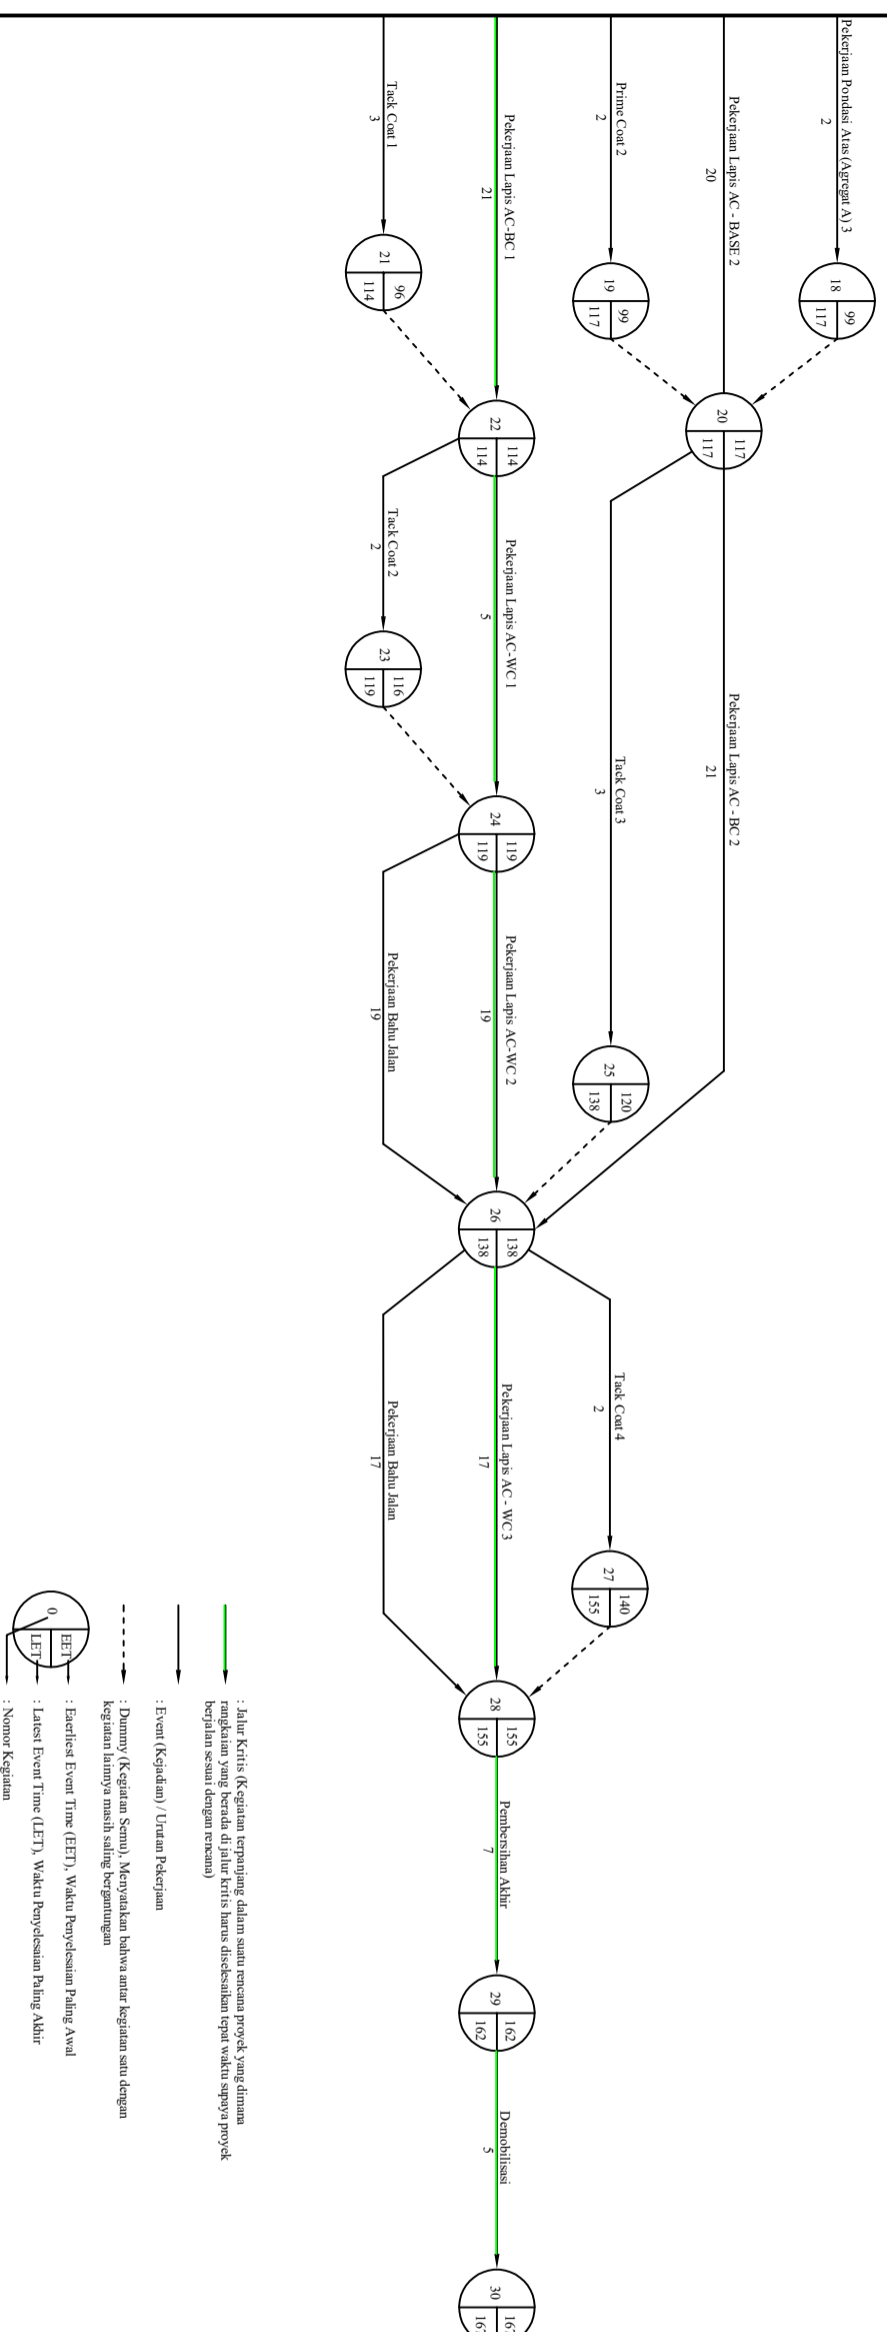 Pekerjaan Pondasi Atas (Agregat A) 3
2
18
99
117
Pekerjaan Lapis AC - BASE 2
20
20
117
117
Pekerjaan Lapis AC - BC 2
21
Prime Coat 2
2
19
99
117
Tack Coat 3
3
25
120
138
Tack Coat 4
2
27
140
155
Pekerjaan Lapis AC-BC 1
21
22
114
114
Pekerjaan Lapis AC-WC 1
5
24
119
119
Pekerjaan Lapis AC-WC 2
19
26
138
138
Pekerjaan Lapis AC - WC 3
17
28
155
155
Pembersihan Akhir
7
29
162
162
Demobilisasi
5
30
Tack Coat 1
3
21
96
114
Tack Coat 2
2
23
116
119
Pekerjaan Bahu Jalan
19
Pekerjaan Bahu Jalan
17
: Jalur Kritis (Kegiatan terpanjang dalam suatu rencana proyek yang dimana
rangkaian yang berada di jalur kritis harus diselesaikan tepat waktu supaya proyek
berjalan sesuai dengan rencana)
: Event (Kejadian) / Urutan Pekerjaan
: Dummy (Kegiatan Semu), Menyatakan bahwa antar kegiatan satu dengan
kegiatan lainnya masih saling bergantungan
0
EET
LET
: Eaerliest Event Time (EET), Waktu Penyelesaian Paling Awal
: Latest Event Time (LET), Waktu Penyelesaian Paling Akhir
: Nomor Kegiatan